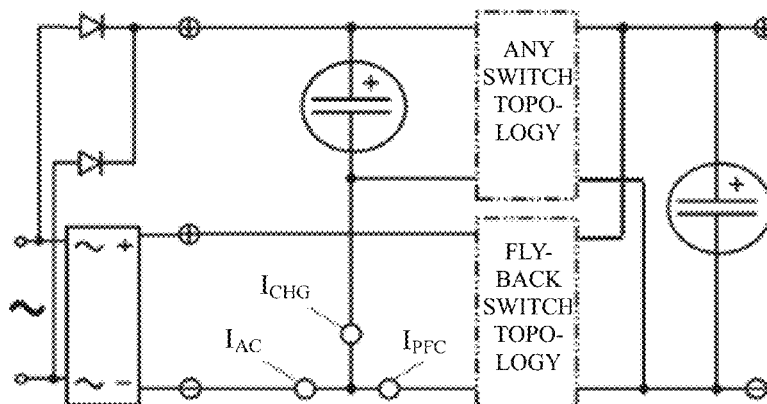 ANY
SWITCH
TOPO-
LOGY
+
+
~ +
~
~ -
FLY-
BACK
SWITCH
TOPO-
LOGY
I_CHG
I_AC
I_PFC